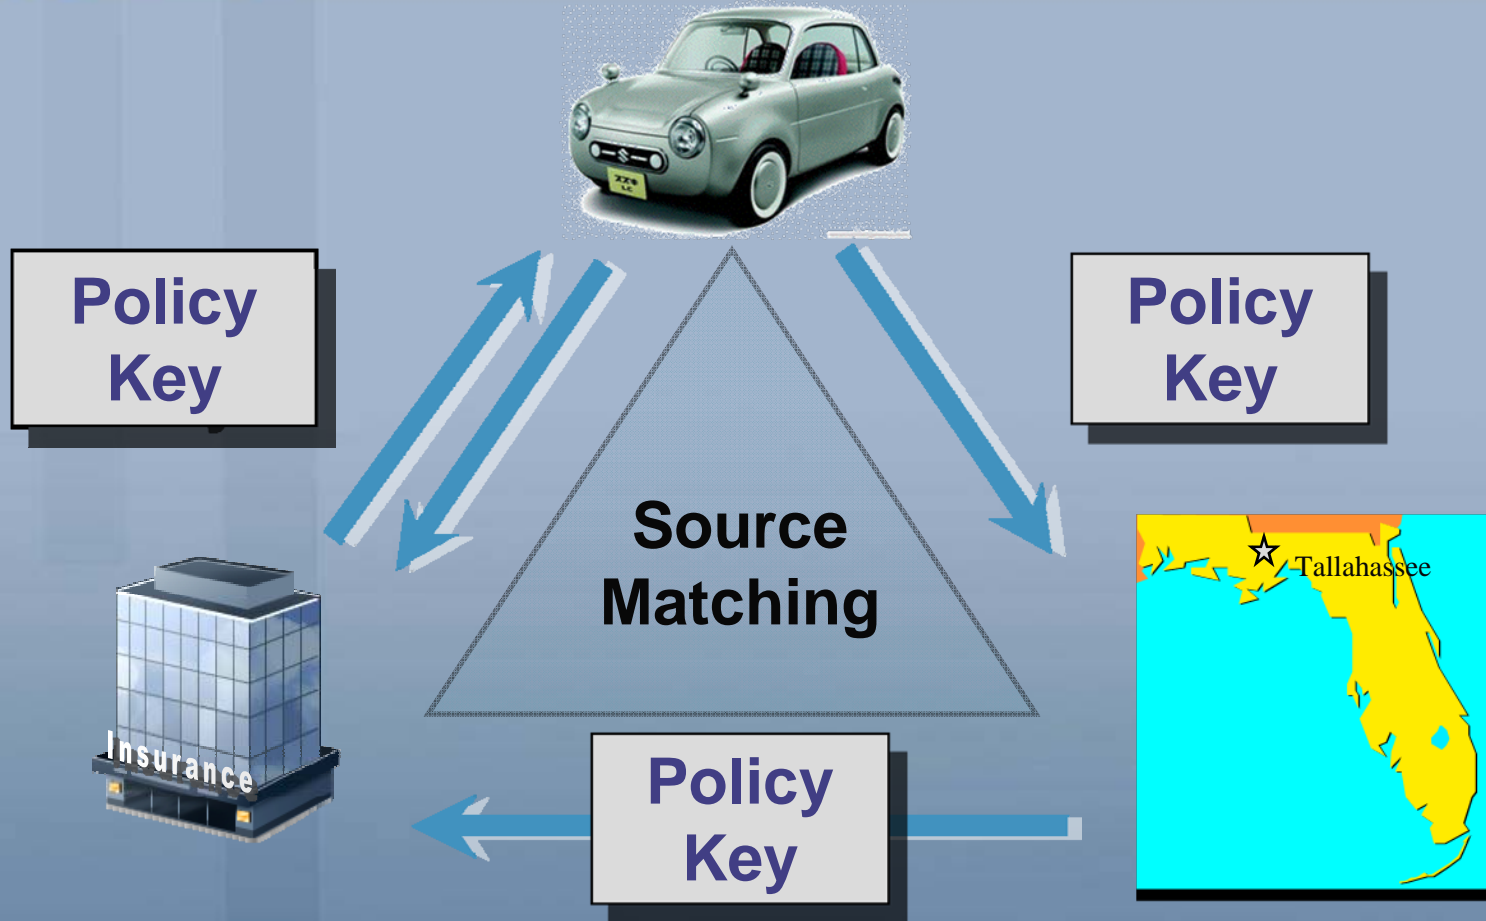 Policy
Key
Policy
Key
Source
Matching
Tallahassee
Insurance
Policy
Key